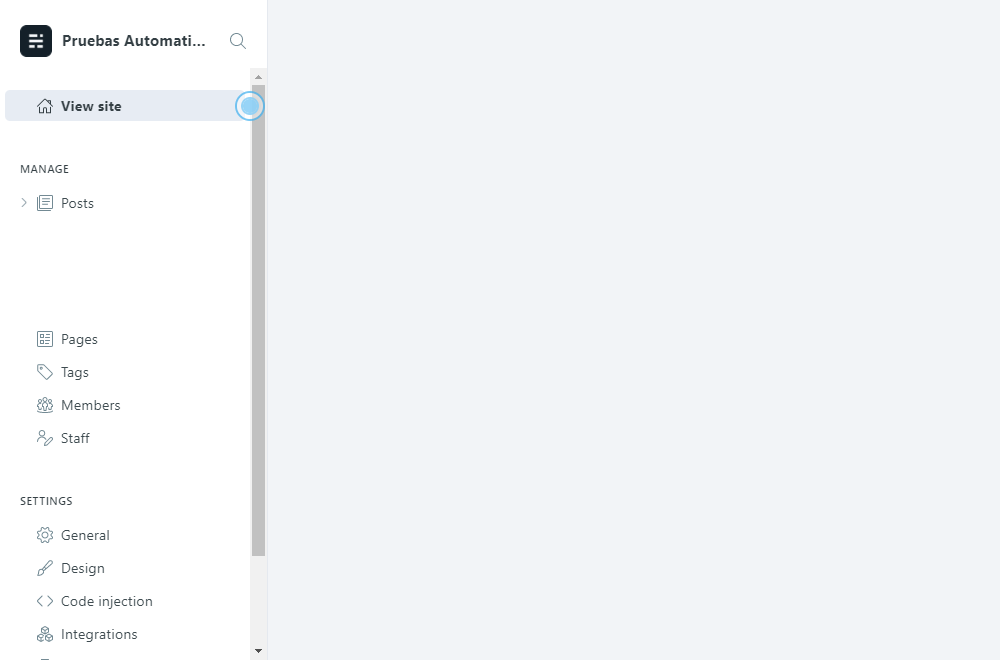 Pruebas Automati...
View site
MANAGE
Posts
Pages
Tags
Members
Staff
SETTINGS
General
Design
Code injection
Integrations